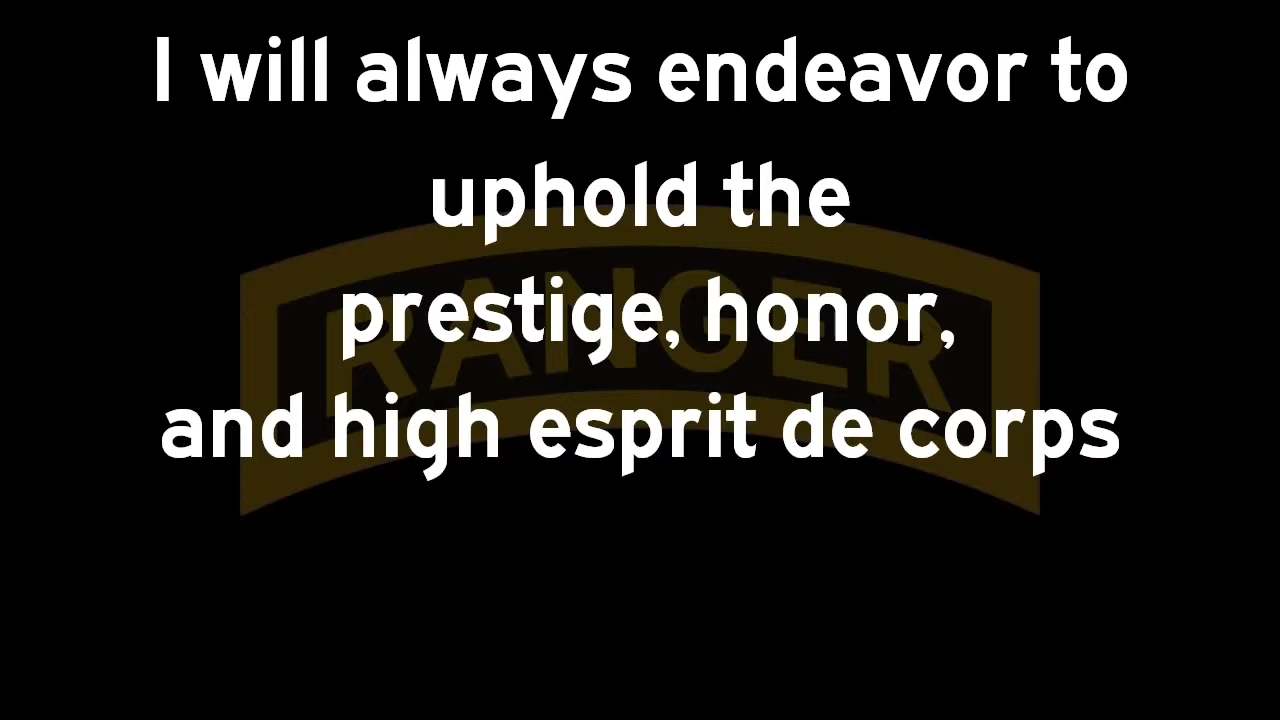 I will always endeavor to
uphold the
prestige, honor,
RANGER
and high esprit de corps